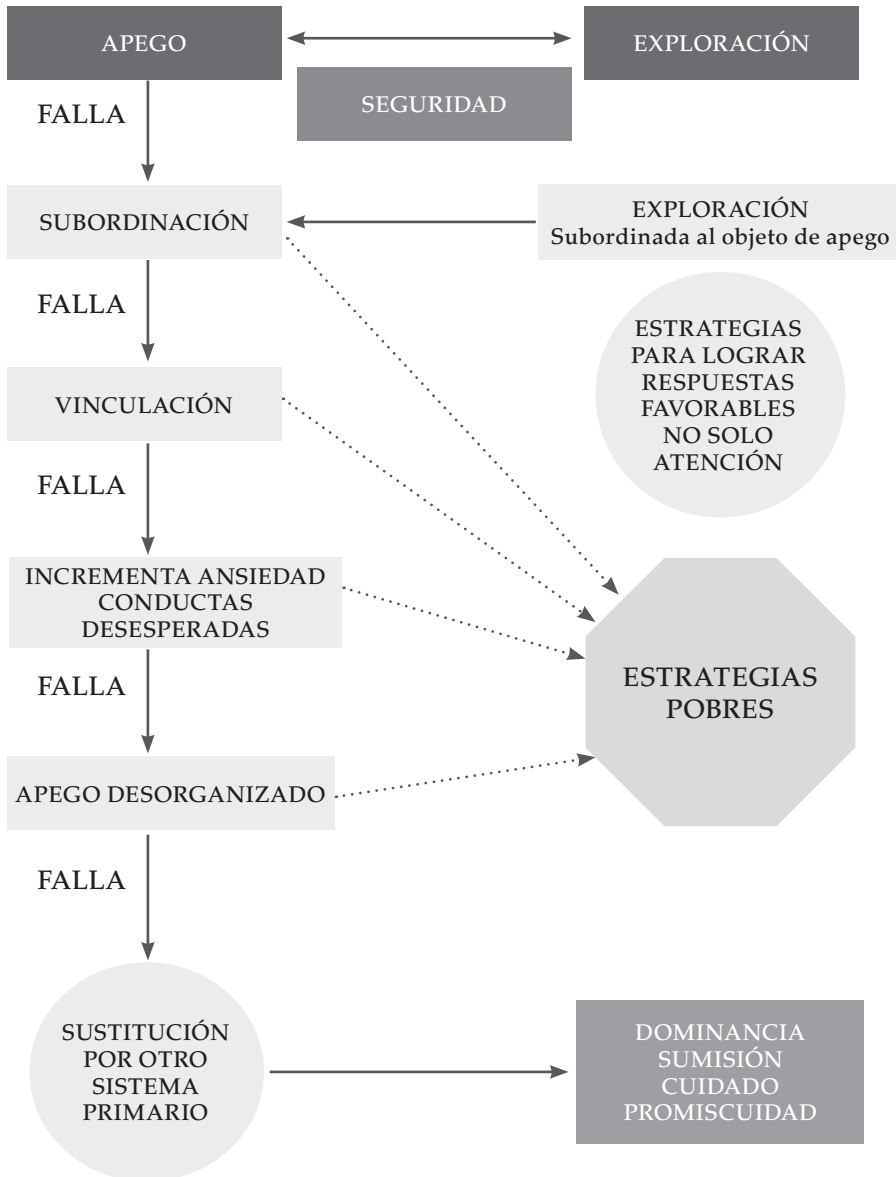 APEGO
EXPLORACIÓN
SEGURIDAD
FALLA
SUBORDINACIÓN
EXPLORACIÓN
Subordinada al objeto de apego
FALLA
ESTRATEGIAS
PARA LOGRAR
RESPUESTAS
FAVORABLES
NO SOLO
ATENCIÓN
VINCULACIÓN
FALLA
INCREMENTA ANSIEDAD
CONDUCTAS
DESESPERADAS
ESTRATEGIAS
POBRES
FALLA
APEGO DESORGANIZADO
FALLA
SUSTITUCIÓN
POR OTRO
SISTEMA
PRIMARIO
DOMINANCIA
SUMISIÓN
CUIDADO
PROMISCUIDAD